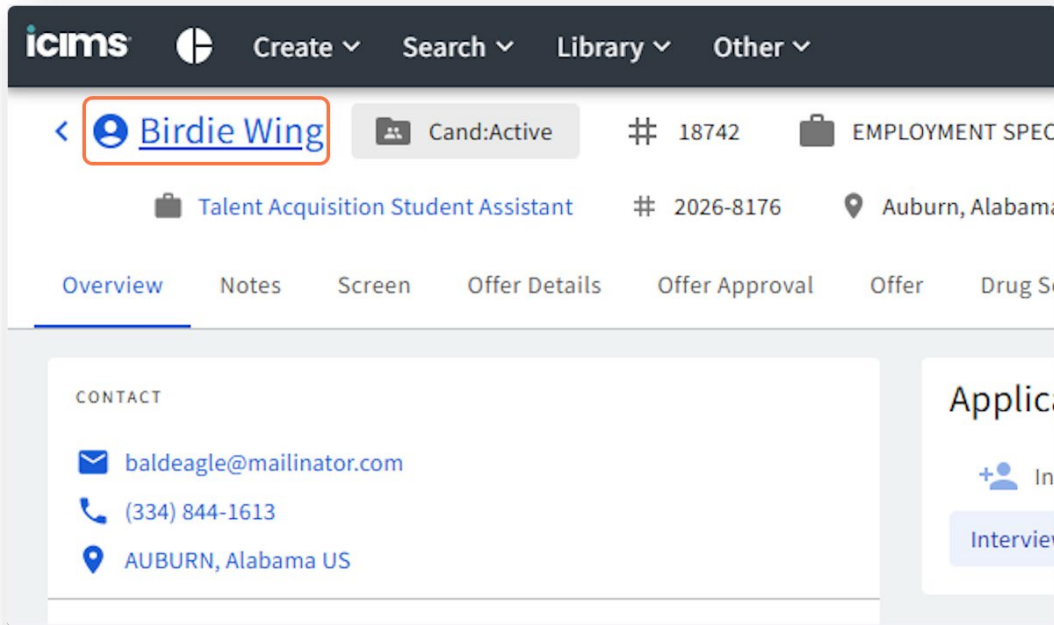 icims Create Search Library Other
Birdie Wing Cand:Active # 18742 EMPLOYMENT SPEC
Talent Acquisition Student Assistant # 2026-8176 Auburn, Alabama
Overview Notes Screen Offer Details Offer Approval Offer Drug S
CONTACT
Applic
baldeagle@mailinator.com
In
(334) 844-1613
Intervie
AUBURN, Alabama US